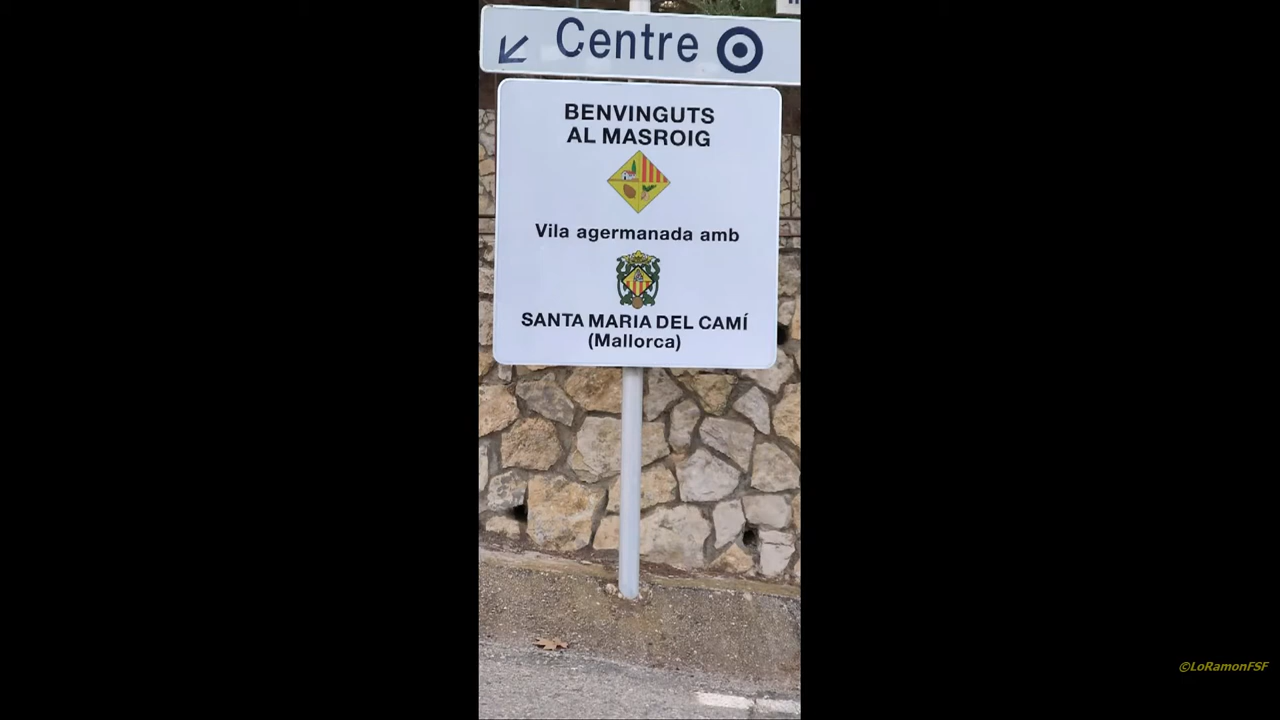 Centre
BENVINGUTS
AL MASROIG
Vila agermanada amb
SANTA MARIA DEL CAMÍ
(Mallorca)
©LoRamonFSF